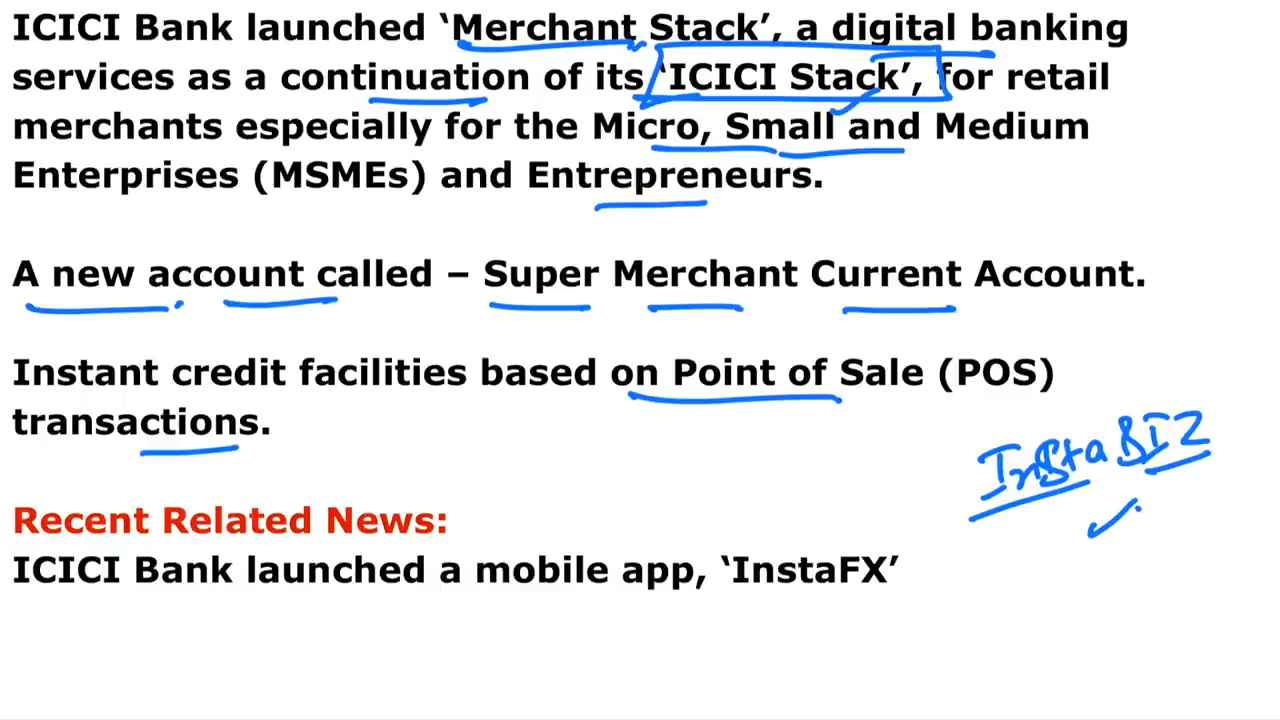 ICICI Bank launched ‘Merchant Stack’, a digital banking
services as a continuation of its ‘ICICI Stack’, for retail
merchants especially for the Micro, Small and Medium
Enterprises (MSMEs) and Entrepreneurs.
A new account called – Super Merchant Current Account.
Instant credit facilities based on Point of Sale (POS)
transactions.
InstaBIZ
Recent Related News:
ICICI Bank launched a mobile app, ‘InstaFX’